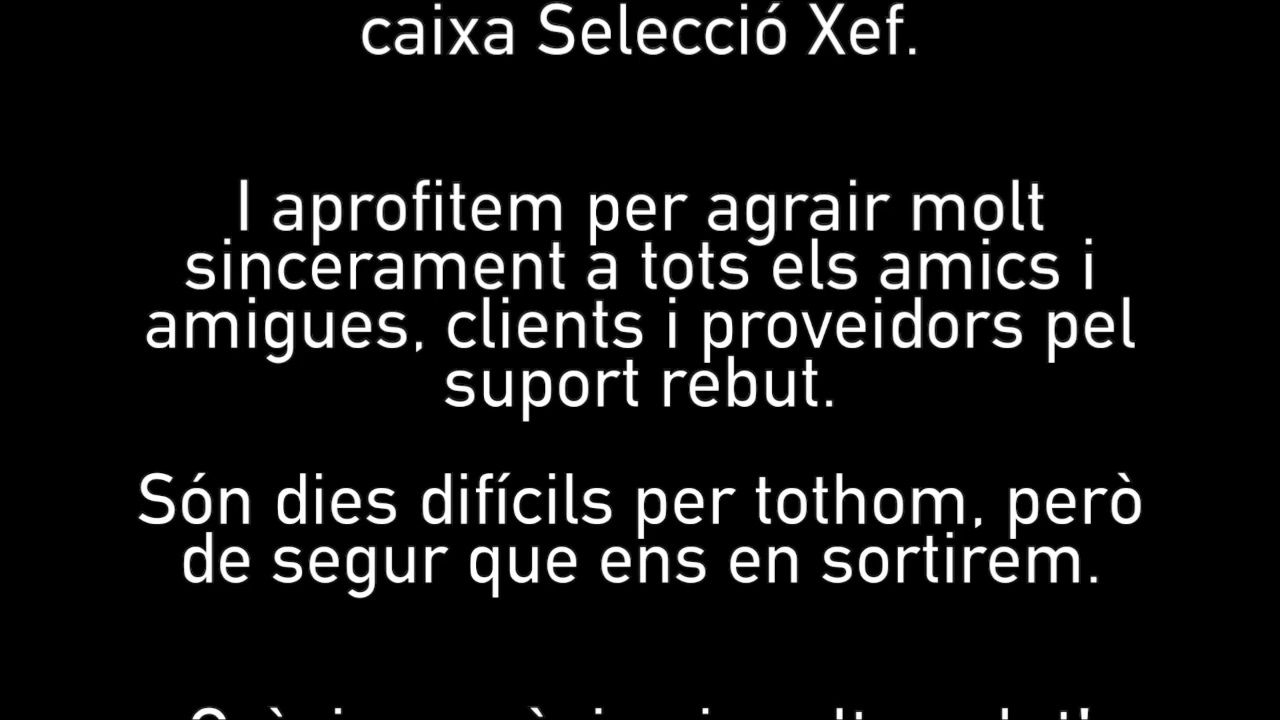 caixa Selecció Xef.
I aprofitem per agrair molt
sincerament a tots els amics i
amigues, clients i proveidors pel
suport rebut.
Són dies difícils per tothom, però
de segur que ens en sortirem.